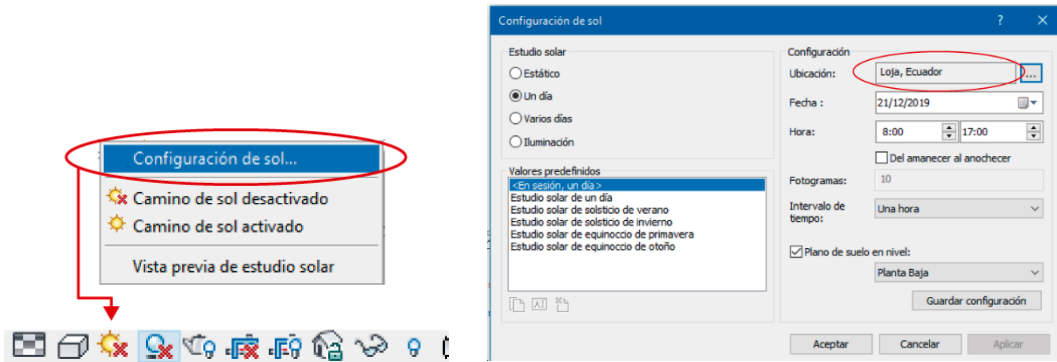 Configuración de sol...
Camino de sol desactivado
Camino de sol activado
Vista previa de estudio solar
Configuración de sol
?
Estudio solar
Estático
Un día
Varios días
Iluminación
Valores predefinidos
<En sesión, un día>
Estudio solar de un día
Estudio solar de solsticio de verano
Estudio solar de solsticio de invierno
Estudio solar de equinoccio de primavera
Estudio solar de equinoccio de otoño
Configuración
Ubicación: Loja, Ecuador ...
Fecha : 21/12/2019
Hora: 8:00 17:00
Del amanecer al anochecer
Fotogramas: 10
Intervalo de
tiempo: Una hora
Plano de suelo en nivel:
Planta Baja
Guardar configuración
Aceptar Cancelar Aplicar